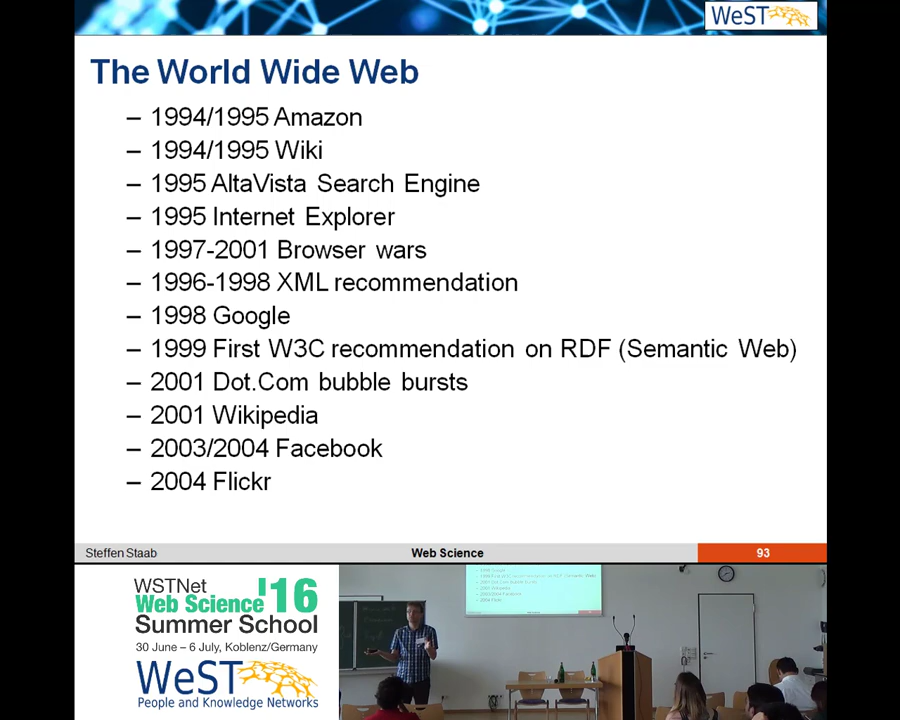 WeST
The World Wide Web
– 1994/1995 Amazon
– 1994/1995 Wiki
– 1995 AltaVista Search Engine
– 1995 Internet Explorer
– 1997-2001 Browser wars
– 1996-1998 XML recommendation
– 1998 Google
– 1999 First W3C recommendation on RDF (Semantic Web)
– 2001 Dot.Com bubble bursts
– 2001 Wikipedia
– 2003/2004 Facebook
– 2004 Flickr
Steffen Staab Web Science 93
WSTNet
Web Science '16
Summer School
30 June – 6 July, Koblenz/Germany
WeST
People and Knowledge Networks